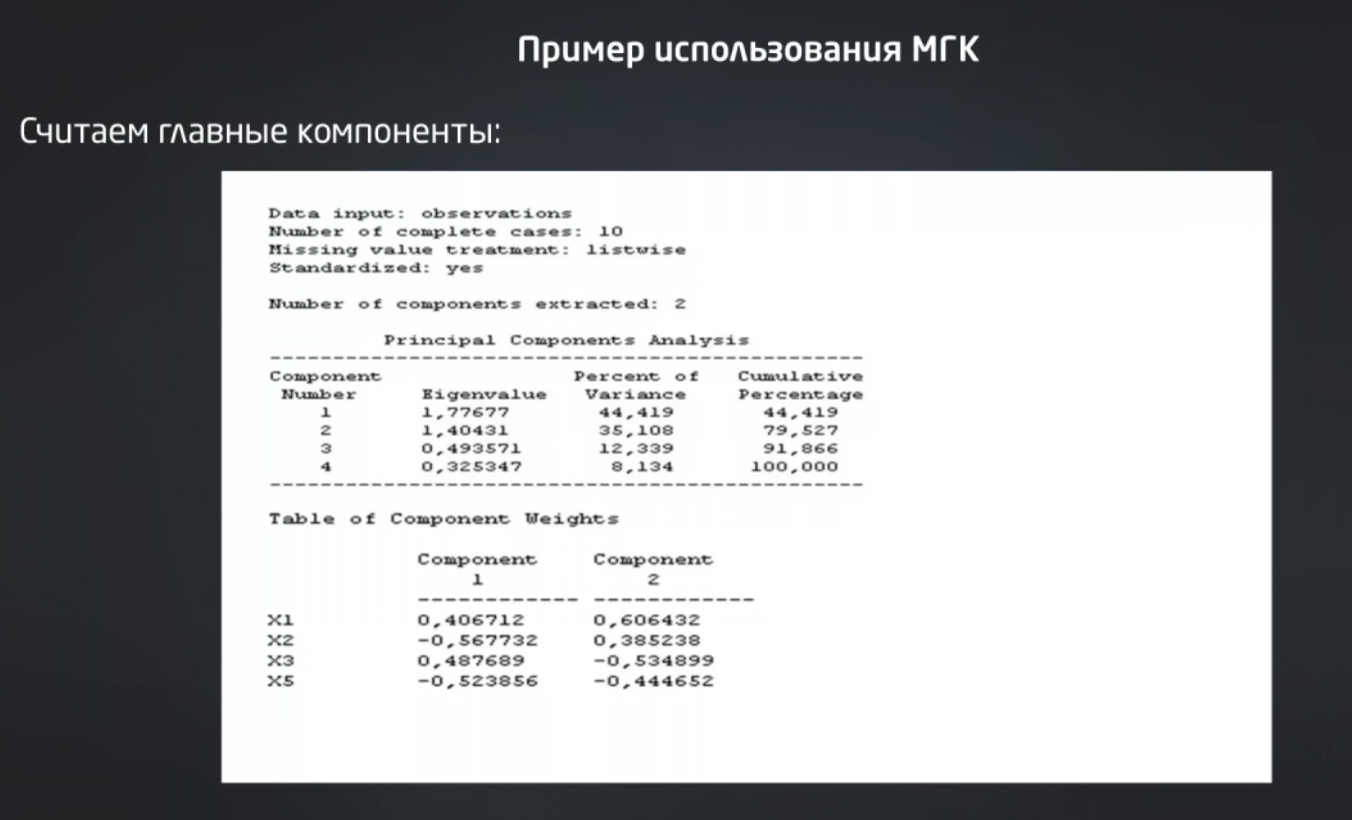 Пример использования МГК
Считаем главные компоненты:
Data input: observations
Number of complete cases: 10
Missing value treatment: listwise
Standardized: yes
Number of components extracted: 2
Principal Components Analysis
Component Percent of Cumulative
Number Eigenvalue Variance Percentage
1 1,77677 44,419 44,419
2 1,40431 35,108 79,527
3 0,493571 12,339 91,866
4 0,325347 8,134 100,000
Table of Component Weights
Component Component
1 2
X1 0,406712 0,606432
X2 -0,567732 0,385238
X3 0,487689 -0,534899
X5 -0,523856 -0,444652